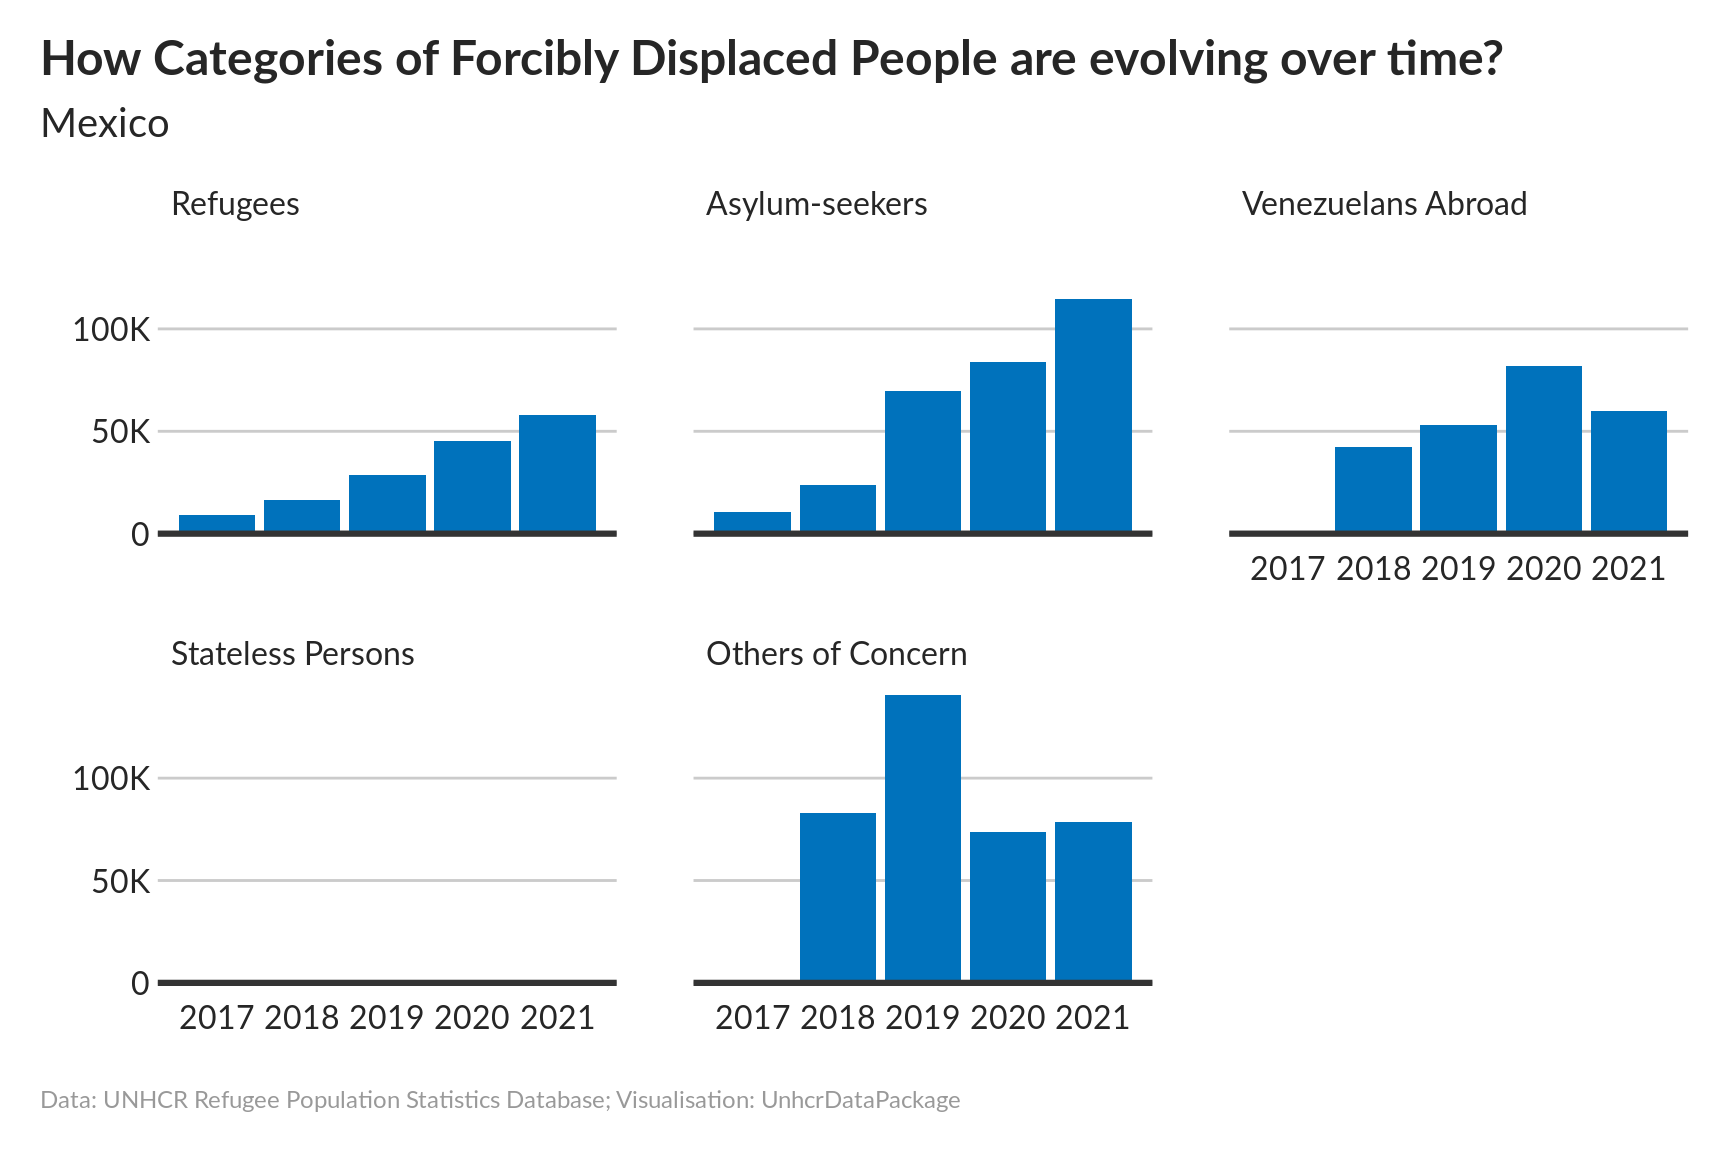 How Categories of Forcibly Displaced People are evolving over time?
Mexico
Refugees
Asylum-seekers
Venezuelans Abroad
100K
50K
0
2017 2018 2019 2020 2021
Stateless Persons
Others of Concern
100K
50K
0
2017 2018 2019 2020 2021
2017 2018 2019 2020 2021
Data: UNHCR Refugee Population Statistics Database; Visualisation: UnhcrDataPackage